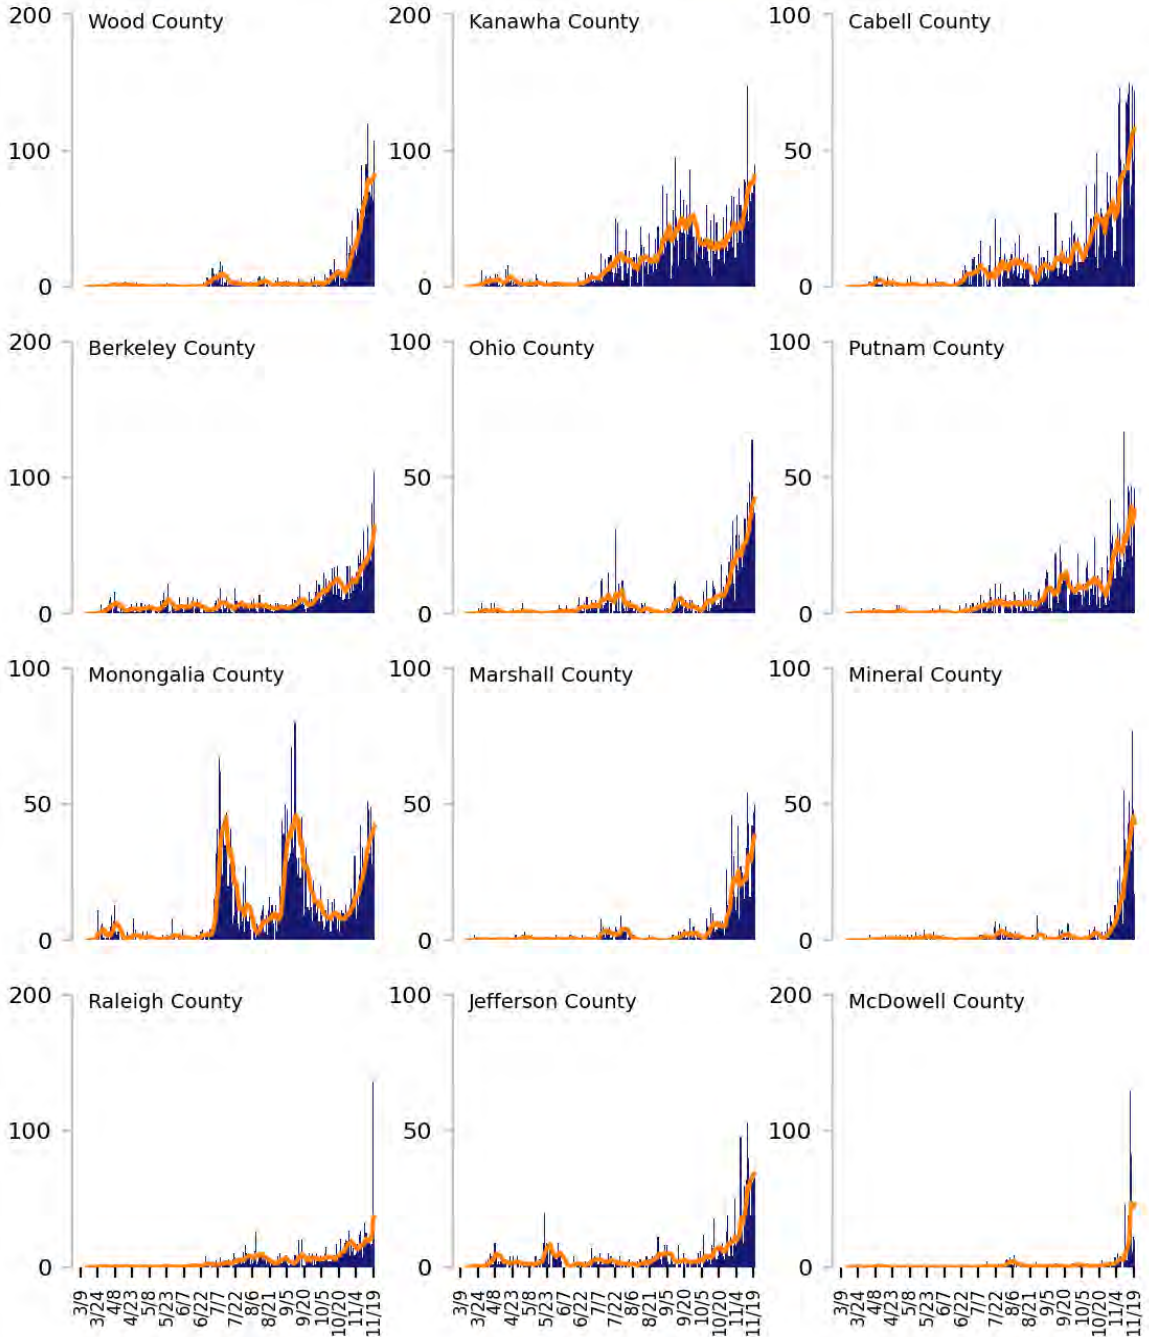 200 Wood County 200 Kanawha County 100 Cabell County
100 100 50
0 0 0
200 Berkeley County 100 Ohio County 100 Putnam County
100 50 50
0 0 0
100 Monongalia County 100 Marshall County 100 Mineral County
50 50 50
0 0 0
200 Raleigh County 100 Jefferson County 200 McDowell County
100 50 100
0 0 0
3/9 3/24 4/8 4/23 5/8 5/23 6/7 6/22 7/7 7/22 8/6 8/21 9/5 9/20 10/5 10/20 11/4 11/19
3/9 3/24 4/8 4/23 5/8 5/23 6/7 6/22 7/7 7/22 8/6 8/21 9/5 9/20 10/5 10/20 11/4 11/19
3/9 3/24 4/8 4/23 5/8 5/23 6/7 6/22 7/7 7/22 8/6 8/21 9/5 9/20 10/5 10/20 11/4 11/19